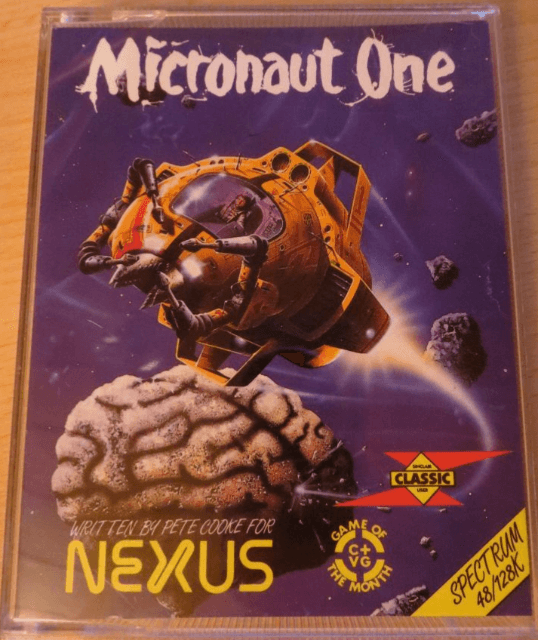 Micronaut One
SINCLAIR
CLASSIC
USER
WRITTEN BY PETE COOKE FOR
NEXUS
GAME OF
C+
VG
THE MONTH
SPECTRUM
48/128K